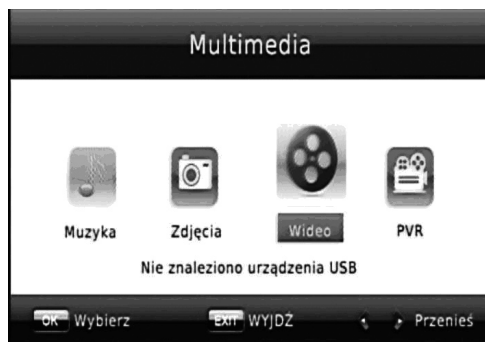 Multimedia
Muzyka Zdjęcia Wideo PVR
Nie znaleziono urządzenia USB
OK Wybierz EXIT WYJDŹ Przenieś